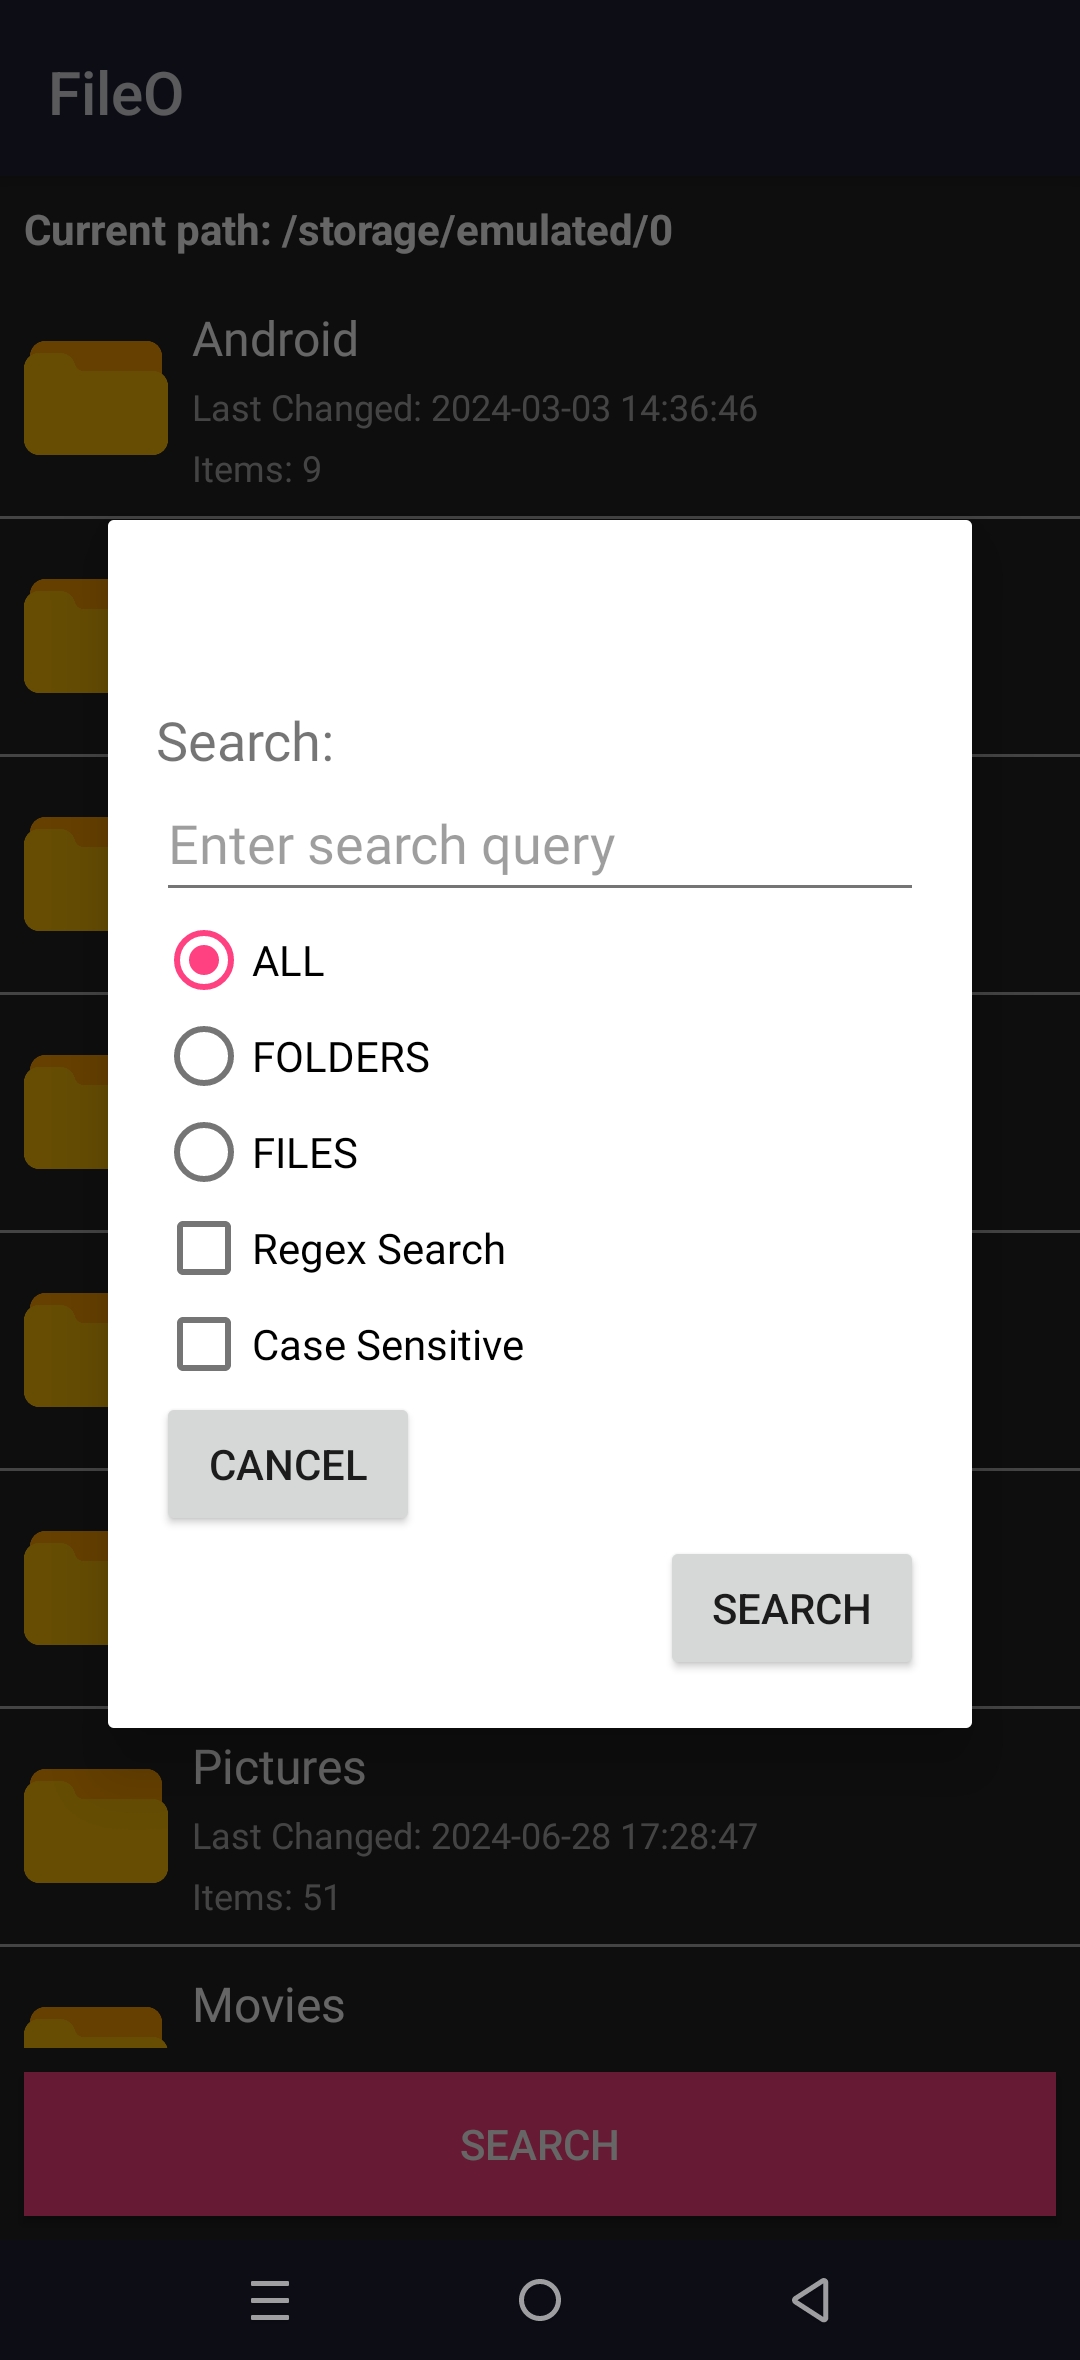 FileO
Current path: /storage/emulated/0
Android
Last Changed: 2024-03-03 14:36:46
Items: 9
Search:
Enter search query
ALL
FOLDERS
FILES
Regex Search
Case Sensitive
CANCEL
SEARCH
Pictures
Last Changed: 2024-06-28 17:28:47
Items: 51
Movies
SEARCH